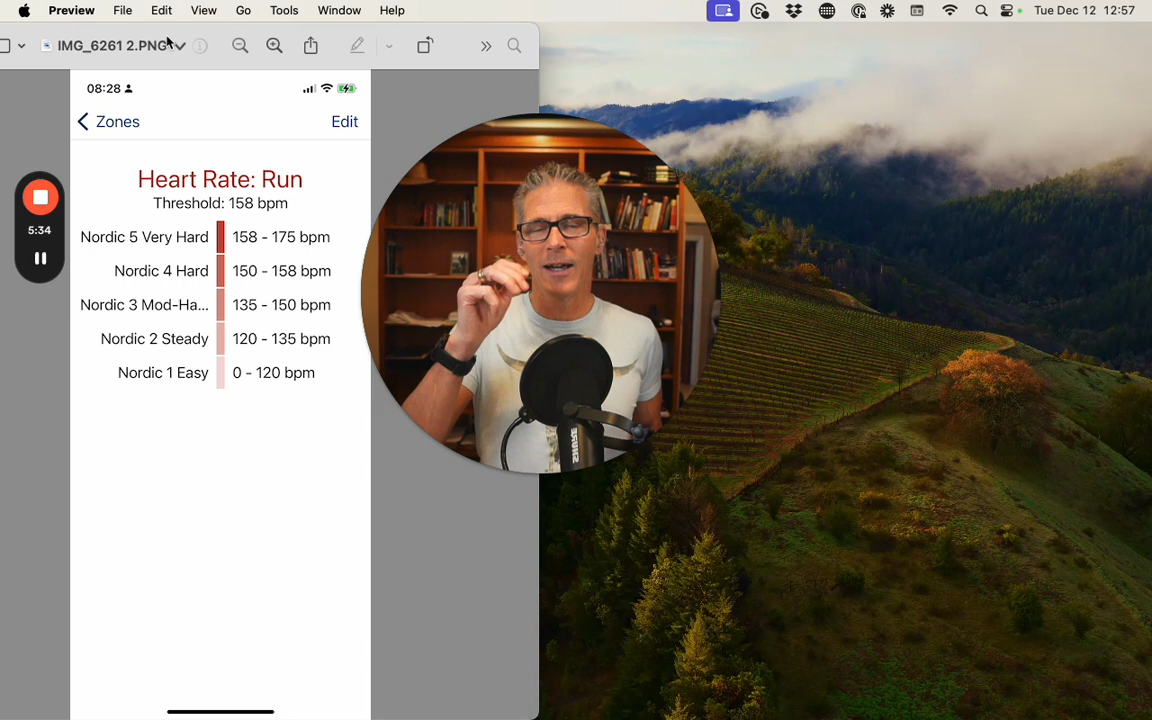 Preview File Edit View Go Tools Window Help Tue Dec 12 12:57
IMG_6261 2.PNG
08:28
Zones Edit
Heart Rate: Run
Threshold: 158 bpm
Nordic 5 Very Hard 158 - 175 bpm
Nordic 4 Hard 150 - 158 bpm
Nordic 3 Mod-Ha... 135 - 150 bpm
Nordic 2 Steady 120 - 135 bpm
Nordic 1 Easy 0 - 120 bpm
5:34
SHURE